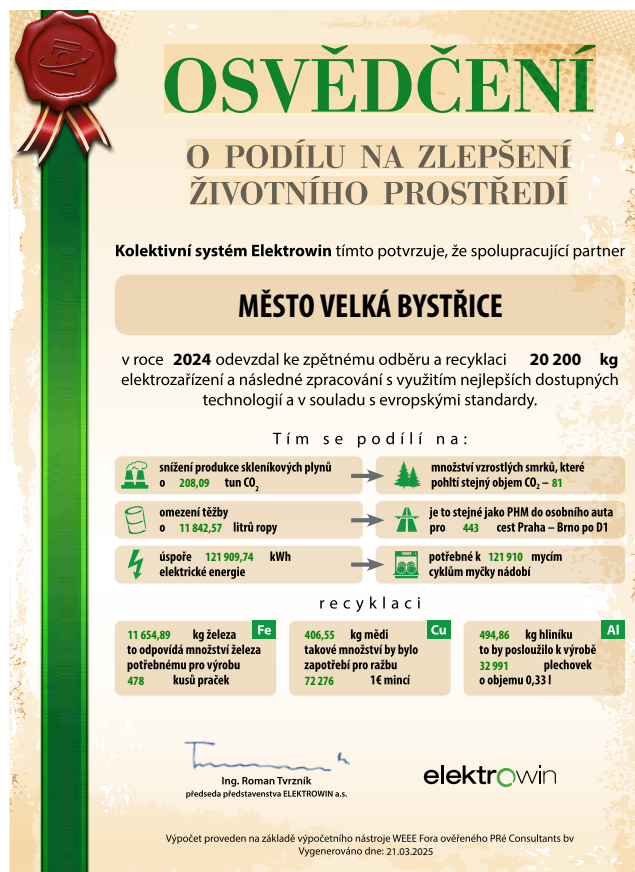 OSVĚDČENÍ
O PODÍLU NA ZLEPŠENÍ
ŽIVOTNÍHO PROSTŘEDÍ
Kolektivní systém Elektrowin tímto potvrzuje, že spolupracující partner
MĚSTO VELKÁ BYSTŘICE
v roce 2024 odevzdal ke zpětnému odběru a recyklaci 20 200 kg
elektrozařízení a následné zpracování s využitím nejlepších dostupných
technologií a v souladu s evropskými standardy.
Tím se podílí na:
snížení produkce skleníkových plynů
o 208,09 tun CO₂
množství vzrostlých smrků, které
pohltí stejný objem CO₂ – 81
omezení těžby
o 11 842,57 litrů ropy
je to stejné jako PHM do osobního auta
pro 443 cest Praha – Brno po D1
úspoře 121 909,74 kWh
elektrické energie
potřebné k 121 910 mycím
cyklům myčky nádobí
recyklaci
Fe
11 654,89 kg železa
to odpovídá množství železa
potřebnému pro výrobu
478 kusů praček
Cu
406,55 kg mědi
takové množství by bylo
zapotřebí pro ražbu
72 276 1€ mincí
Al
494,86 kg hliníku
to by posloužilo k výrobě
32 991 plechovek
o objemu 0,33 l
Ing. Roman Tvrzník
předseda představenstva ELEKTROWIN a.s.
elektrowin
Výpočet proveden na základě výpočetního nástroje WEEE Fora ověřeného PRé Consultants bv
Vygenerováno dne: 21.03.2025